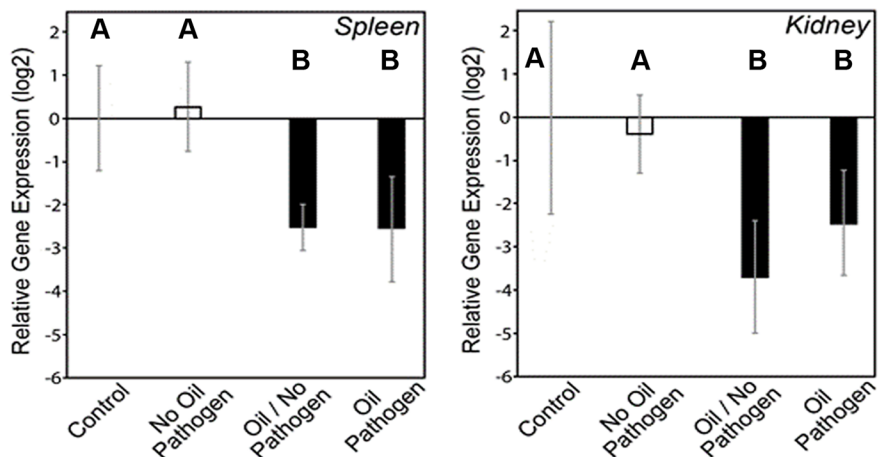 Relative Gene Expression (log2)
2
1
0
-1
-2
-3
-4
-5
-6
A
A
B
B
Spleen
Control
No Oil
Pathogen
Oil / No
Pathogen
Oil
Pathogen
Relative Gene Expression (log2)
2
1
0
-1
-2
-3
-4
-5
-6
A
A
B
B
Kidney
Control
No Oil
Pathogen
Oil / No
Pathogen
Oil
Pathogen